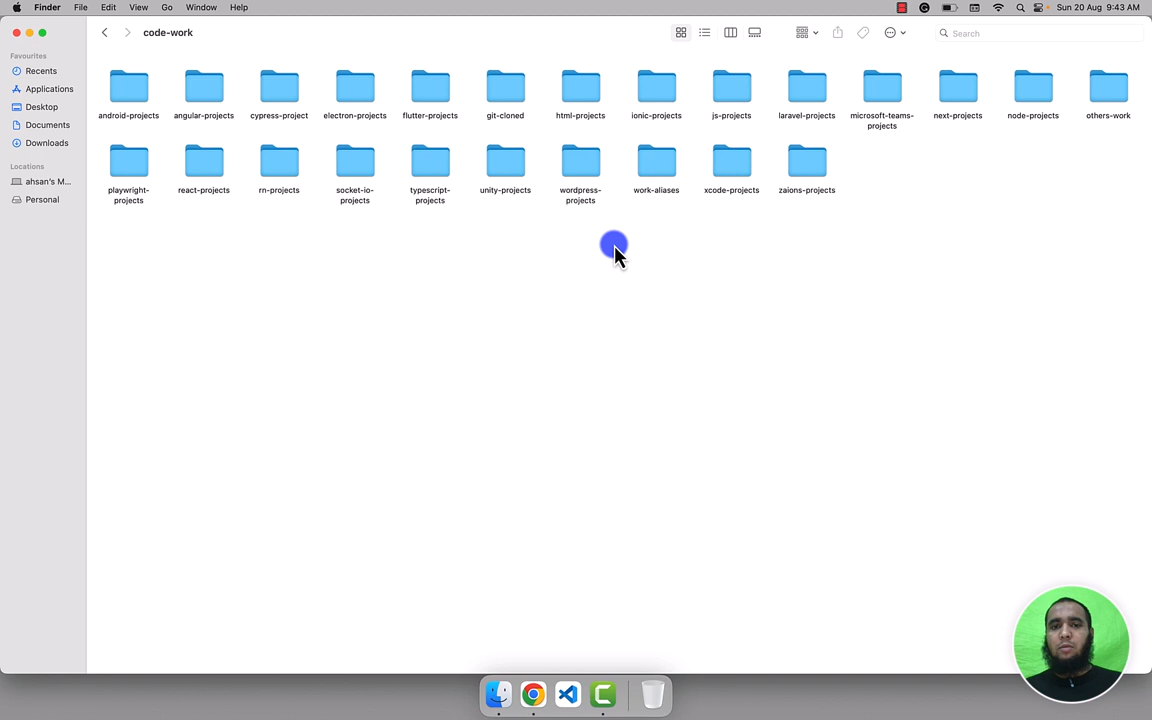 Finder File Edit View Go Window Help Sun 20 Aug 9:43 AM
code-work
Search
Favourites
Recents
Applications
Desktop
Documents
Downloads
Locations
ahsan's M...
Personal
android-projects angular-projects cypress-project electron-projects flutter-projects git-cloned html-projects ionic-projects js-projects laravel-projects microsoft-teams- next-projects node-projects others-work
projects
playwright- react-projects rn-projects socket-io- typescript- unity-projects wordpress- work-aliases xcode-projects zaions-projects
projects projects projects projects